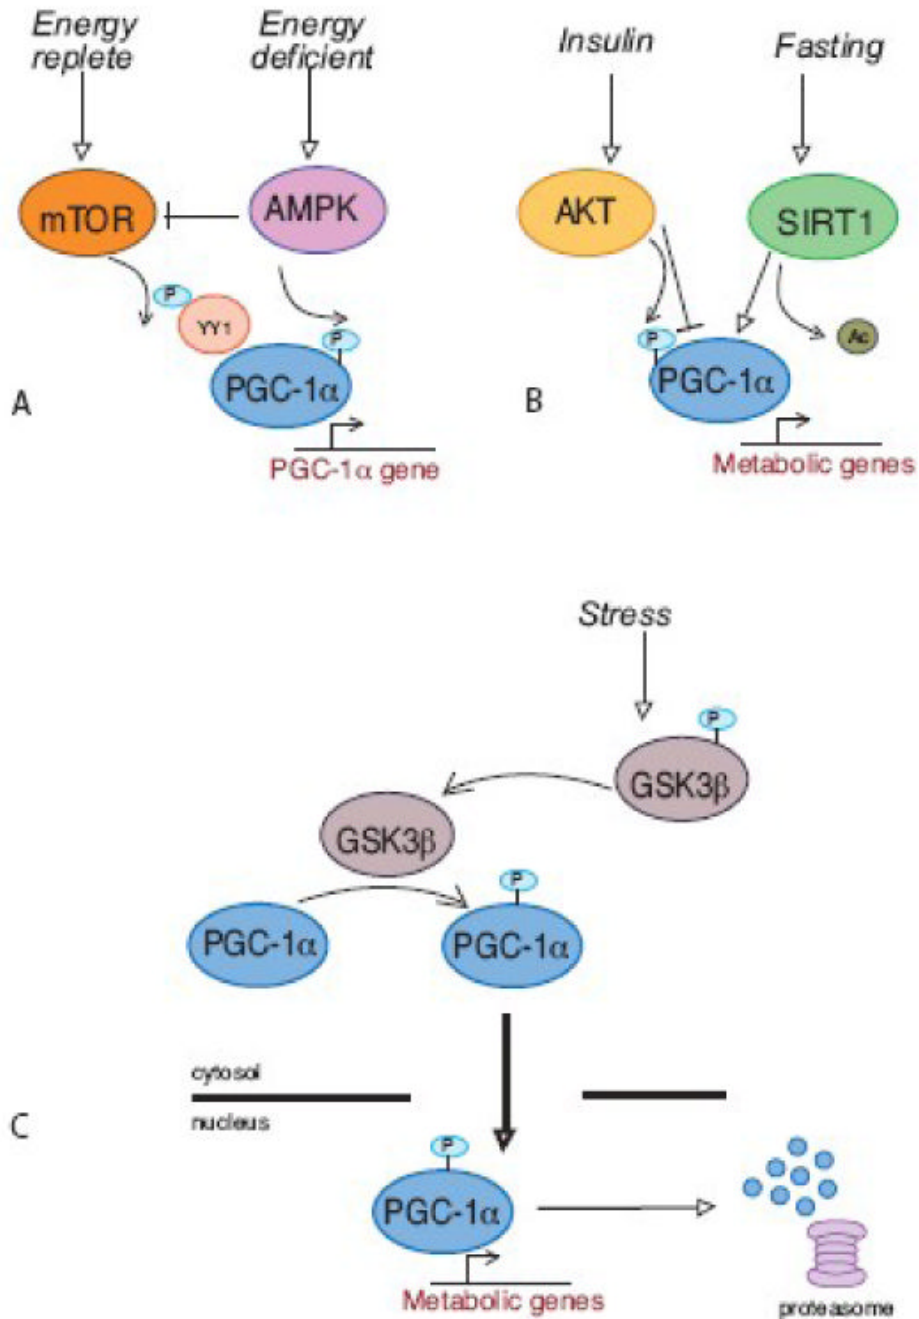 Energy
replete
Energy
deficient
mTOR
AMPK
P
YY1
P
PGC-1α
A
PGC-1α gene
Insulin
Fasting
AKT
SIRT1
P
Ac
PGC-1α
B
Metabolic genes
Stress
P
GSK3β
GSK3β
P
PGC-1α
PGC-1α
cytosol
nucleus
C
P
PGC-1α
Metabolic genes
proteasome